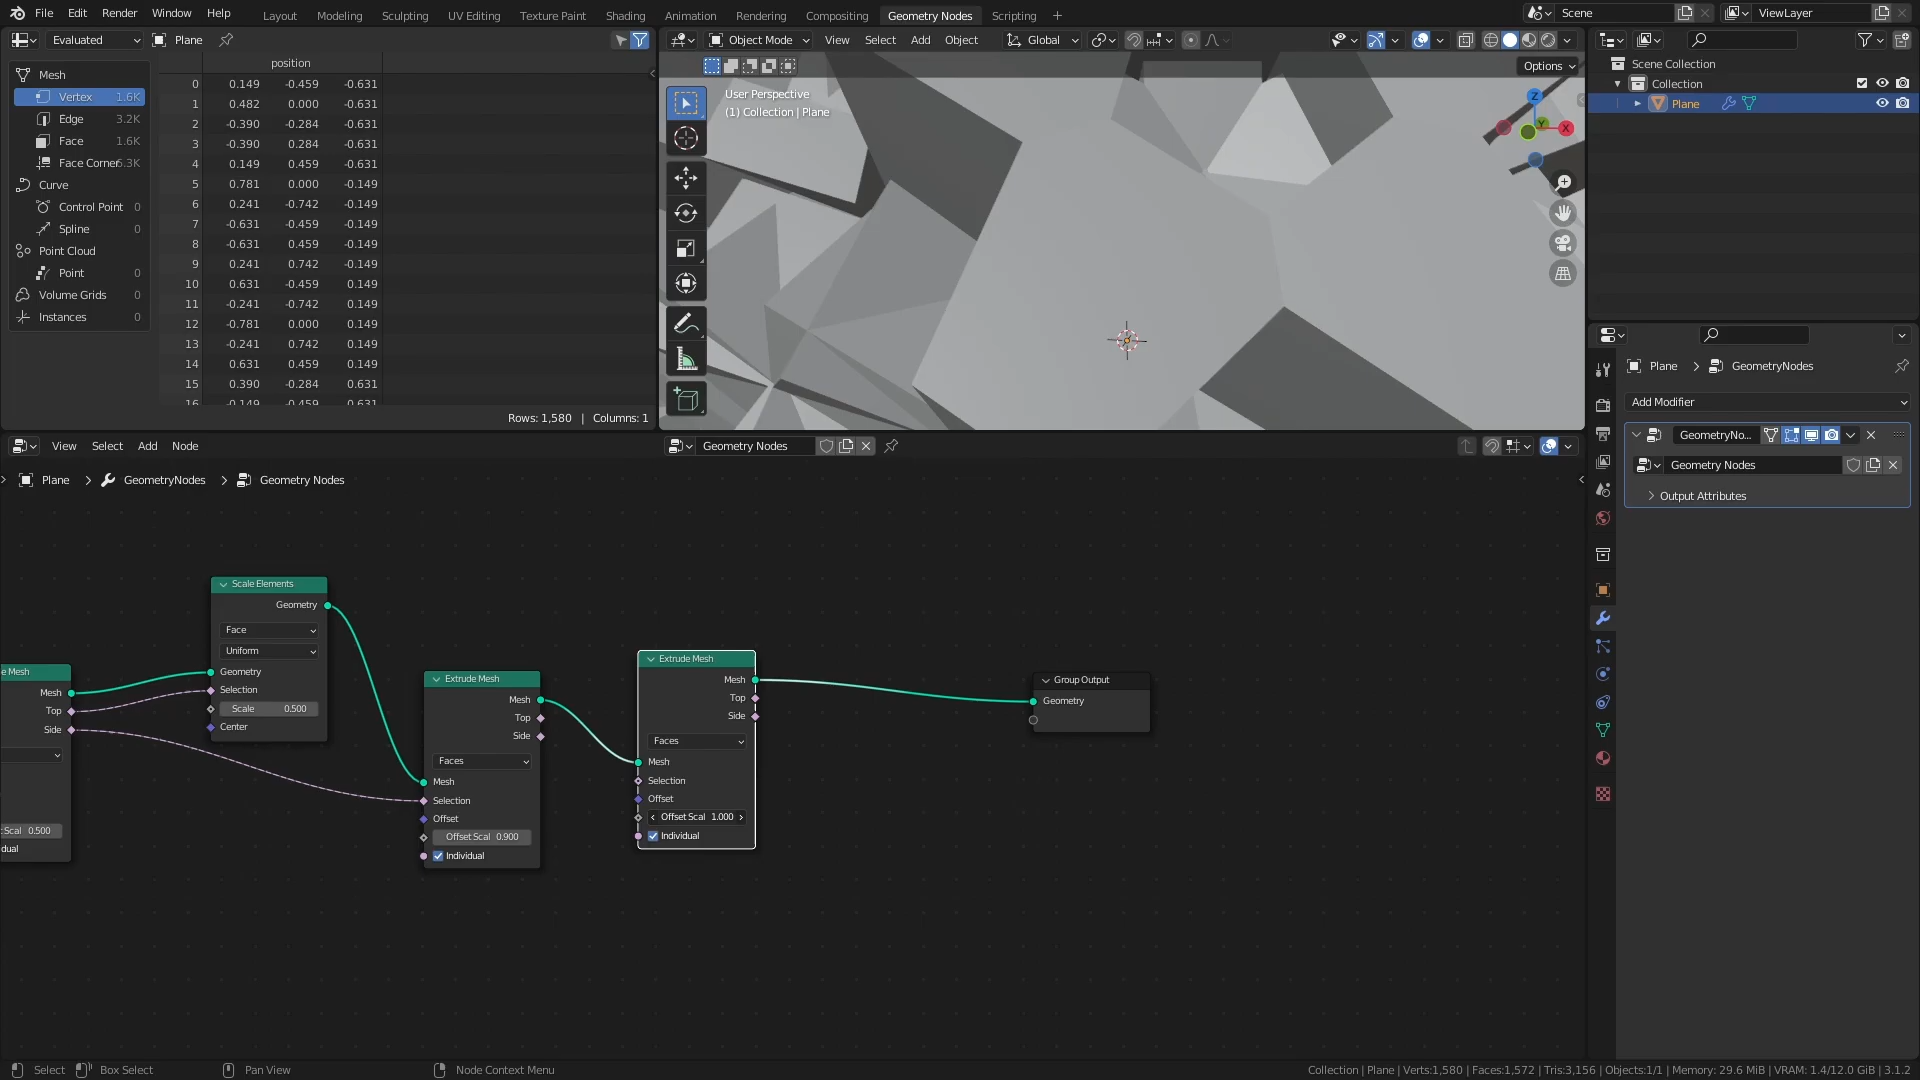 File Edit Render Window Help
Layout Modeling Sculpting UV Editing Texture Paint Shading Animation Rendering Compositing Geometry Nodes Scripting
Scene ViewLayer
Evaluated Plane
position
Mesh
Vertex 1.6K
Edge 3.2K
Face 1.6K
Face Corner 6.3K
Curve
Control Point 0
Spline 0
Point Cloud
Point 0
Volume Grids 0
Instances 0
0 0.149 -0.459 -0.631
1 0.482 0.000 -0.631
2 -0.390 -0.284 -0.631
3 -0.390 0.284 -0.631
4 0.149 0.459 -0.631
5 0.781 0.000 -0.149
6 0.241 -0.742 -0.149
7 -0.631 -0.459 -0.149
8 -0.631 0.459 -0.149
9 0.241 0.742 -0.149
10 0.631 -0.459 0.149
11 -0.241 -0.742 0.149
12 -0.781 0.000 0.149
13 -0.241 0.742 0.149
14 0.631 0.459 0.149
15 0.390 -0.284 0.631
16 -0.149 -0.459 0.631
Rows: 1,580 | Columns: 1
Object Mode View Select Add Object Global
Options
User Perspective
(1) Collection | Plane
Z
Y
X
Scene Collection
Collection
Plane
Plane GeometryNodes
Add Modifier
GeometryNo...
Geometry Nodes
Output Attributes
View Select Add Node
Geometry Nodes
Plane GeometryNodes Geometry Nodes
e Mesh
Mesh
Top
Side
t Scal 0.500
dual
Scale Elements
Geometry
Face
Uniform
Geometry
Selection
Scale 0.500
Center
Extrude Mesh
Mesh
Top
Side
Faces
Mesh
Selection
Offset
Offset Scal 0.900
Individual
Extrude Mesh
Mesh
Top
Side
Faces
Mesh
Selection
Offset
Offset Scal 1.000
Individual
Group Output
Geometry
Select Box Select Pan View Node Context Menu
Collection | Plane | Verts:1,580 | Faces:1,572 | Tris:3,156 | Objects:1/1 | Memory: 29.6 MiB | VRAM: 1.4/12.0 GiB | 3.1.2